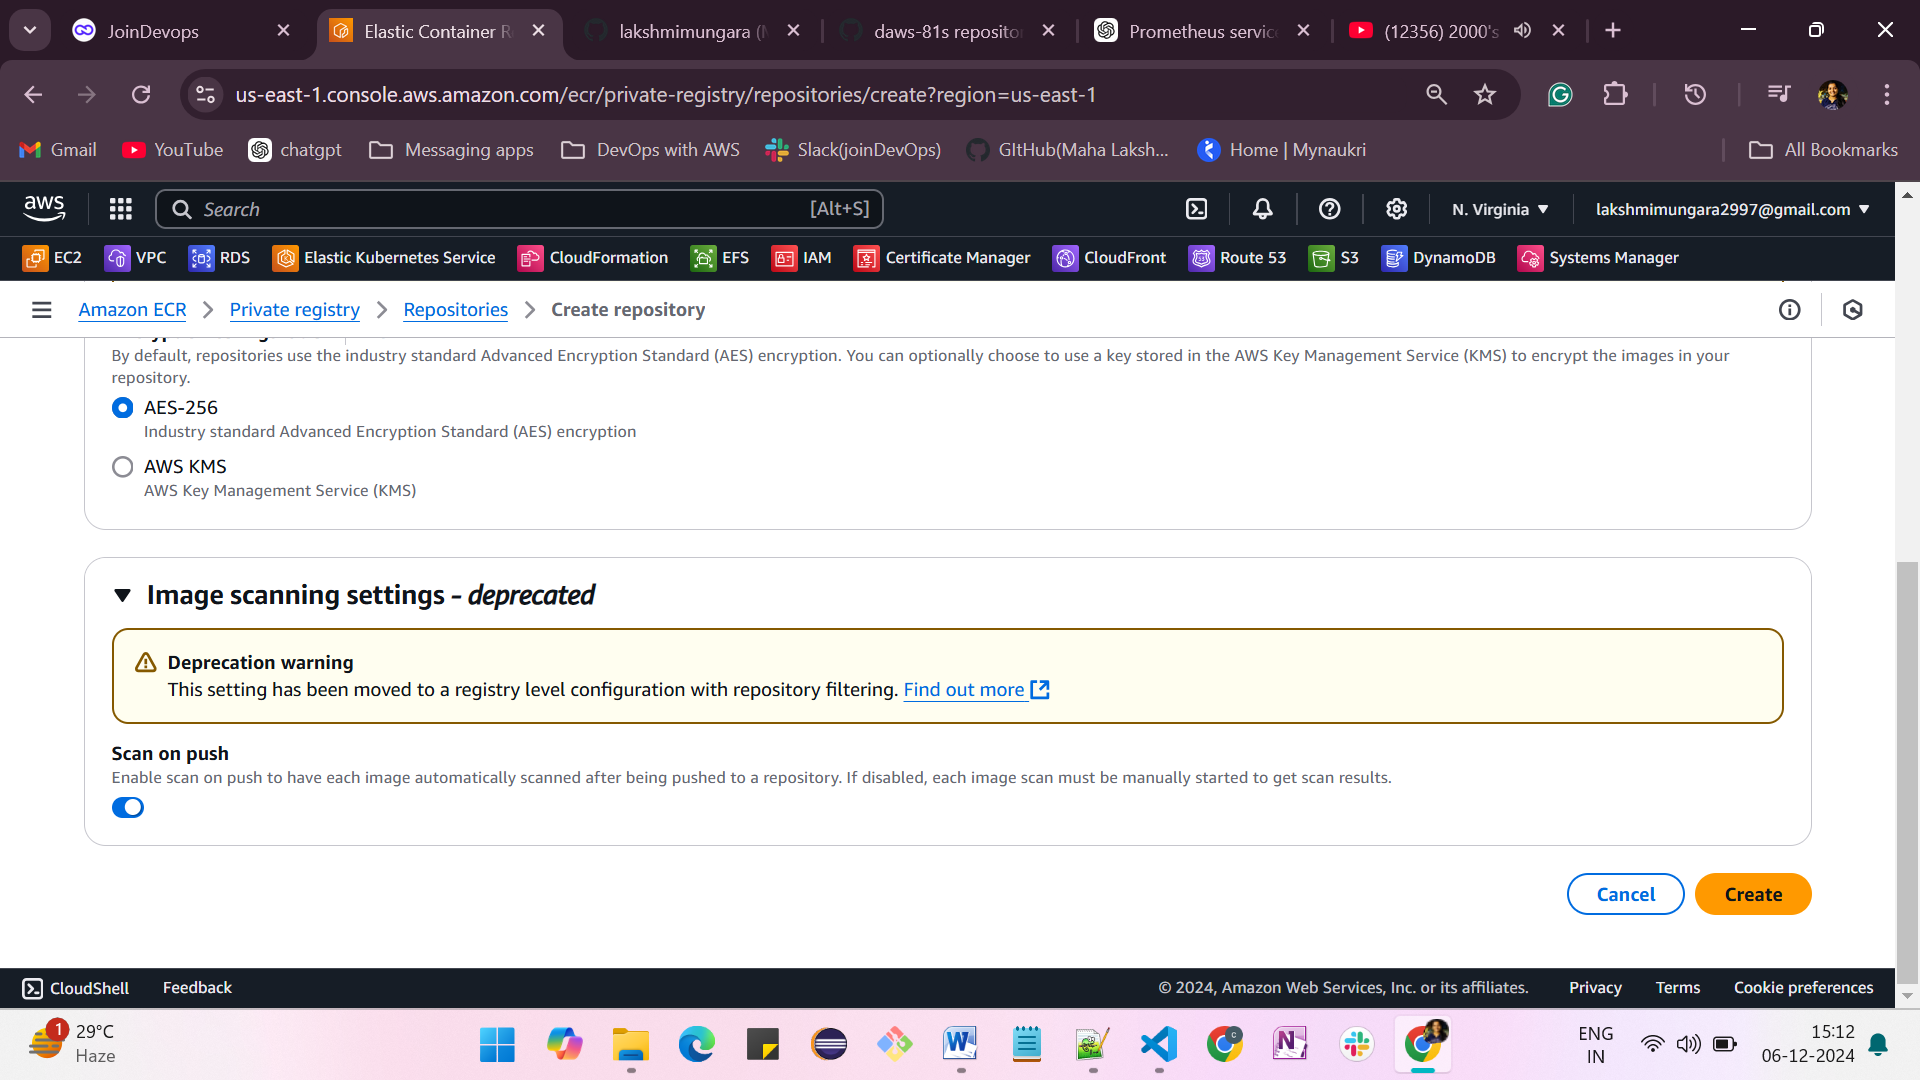 JoinDevops
Elastic Container R
lakshmimungara (M
daws-81s repositor
Prometheus service
(12356) 2000's
us-east-1.console.aws.amazon.com/ecr/private-registry/repositories/create?region=us-east-1
Gmail
YouTube
chatgpt
Messaging apps
DevOps with AWS
Slack(joinDevOps)
GItHub(Maha Laksh...
Home | Mynaukri
All Bookmarks
aws
Search
[Alt+S]
N. Virginia
lakshmimungara2997@gmail.com
EC2
VPC
RDS
Elastic Kubernetes Service
CloudFormation
EFS
IAM
Certificate Manager
CloudFront
Route 53
S3
DynamoDB
Systems Manager
Amazon ECR
Private registry
Repositories
Create repository
By default, repositories use the industry standard Advanced Encryption Standard (AES) encryption. You can optionally choose to use a key stored in the AWS Key Management Service (KMS) to encrypt the images in your
repository.
AES-256
Industry standard Advanced Encryption Standard (AES) encryption
AWS KMS
AWS Key Management Service (KMS)
Image scanning settings - deprecated
Deprecation warning
This setting has been moved to a registry level configuration with repository filtering. Find out more
Scan on push
Enable scan on push to have each image automatically scanned after being pushed to a repository. If disabled, each image scan must be manually started to get scan results.
Cancel
Create
CloudShell
Feedback
© 2024, Amazon Web Services, Inc. or its affiliates.
Privacy
Terms
Cookie preferences
1
29°C
Haze
ENG
IN
15:12
06-12-2024